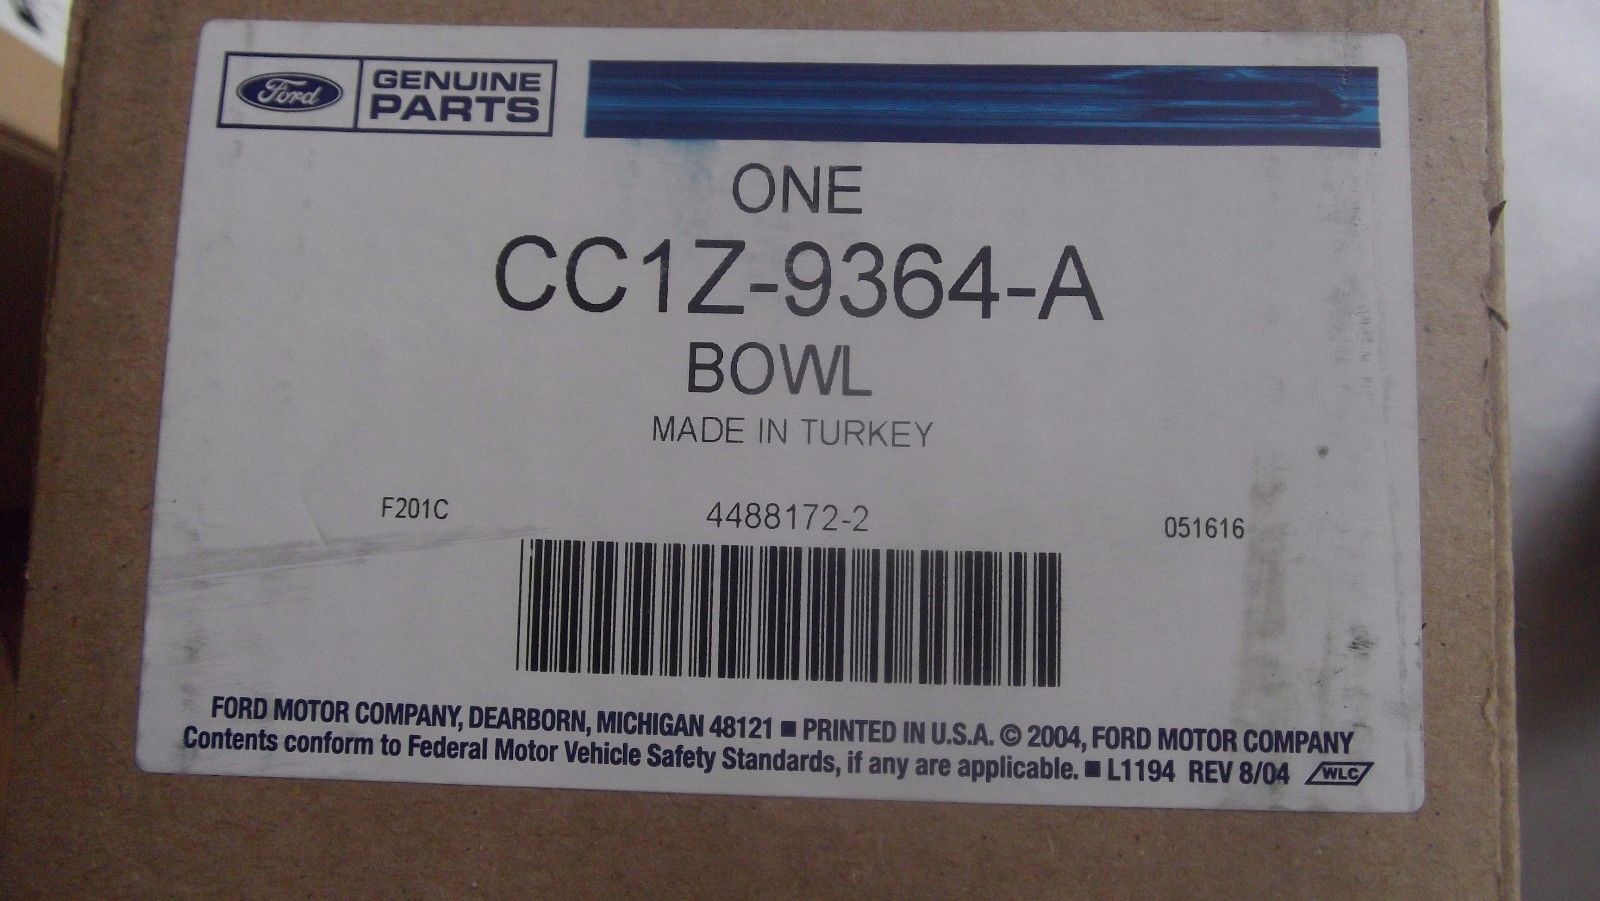 Ford GENUINE
PARTS
ONE
CC1Z-9364-A
BOWL
MADE IN TURKEY
F201C 4488172-2 051616
FORD MOTOR COMPANY, DEARBORN, MICHIGAN 48121 ■ PRINTED IN U.S.A. © 2004, FORD MOTOR COMPANY
Contents conform to Federal Motor Vehicle Safety Standards, if any are applicable. ■ L1194 REV 8/04 WLC